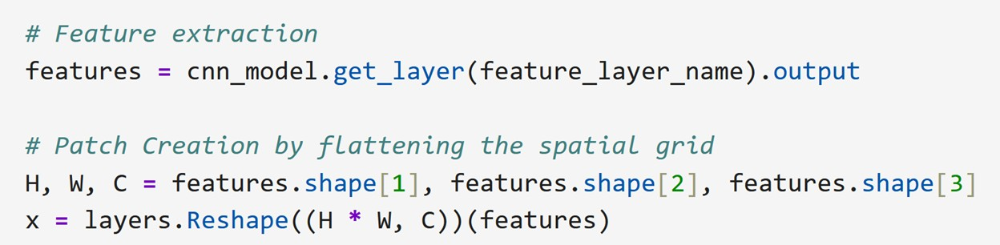 # Feature extraction
features = cnn_model.get_layer(feature_layer_name).output
# Patch Creation by flattening the spatial grid
H, W, C = features.shape[1], features.shape[2], features.shape[3]
x = layers.Reshape((H * W, C))(features)